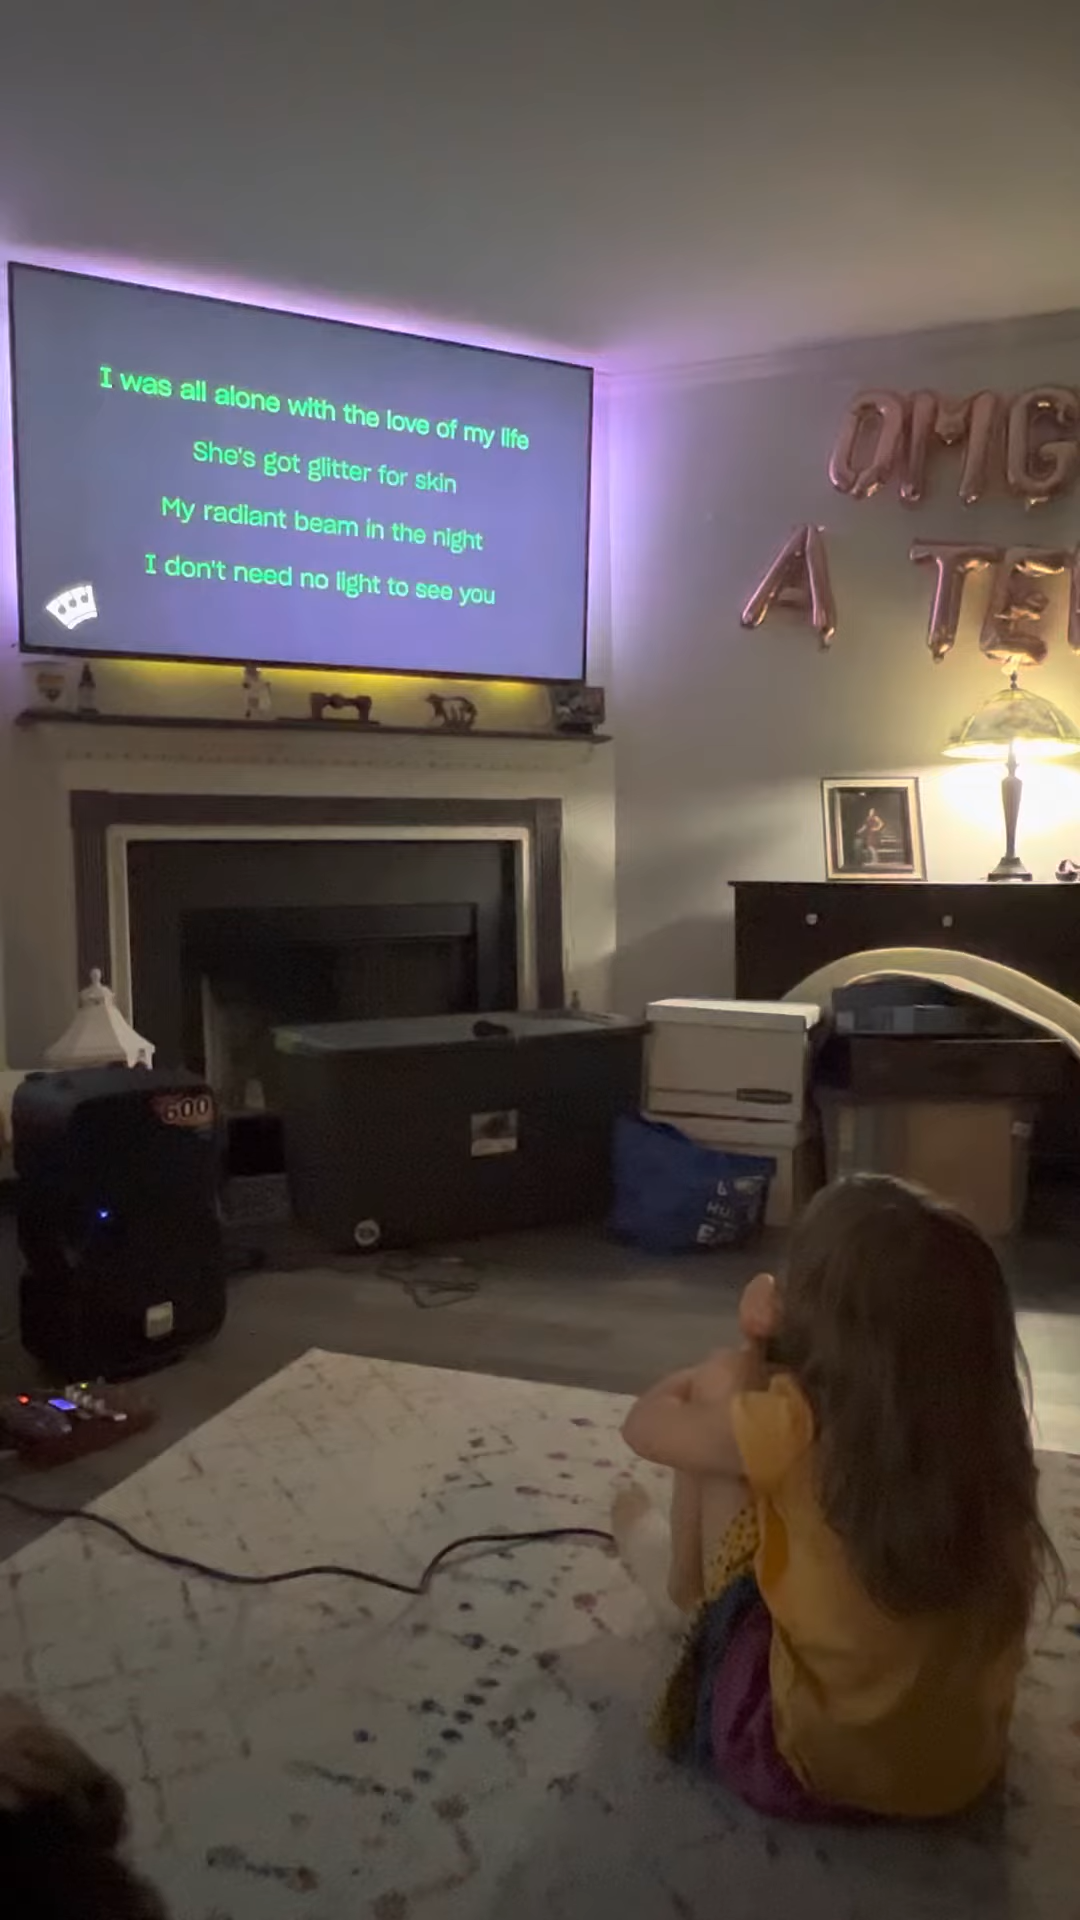 I was all alone with the love of my life
She's got glitter for skin
My radiant beam in the night
I don't need no light to see you
OMG
A TE
600